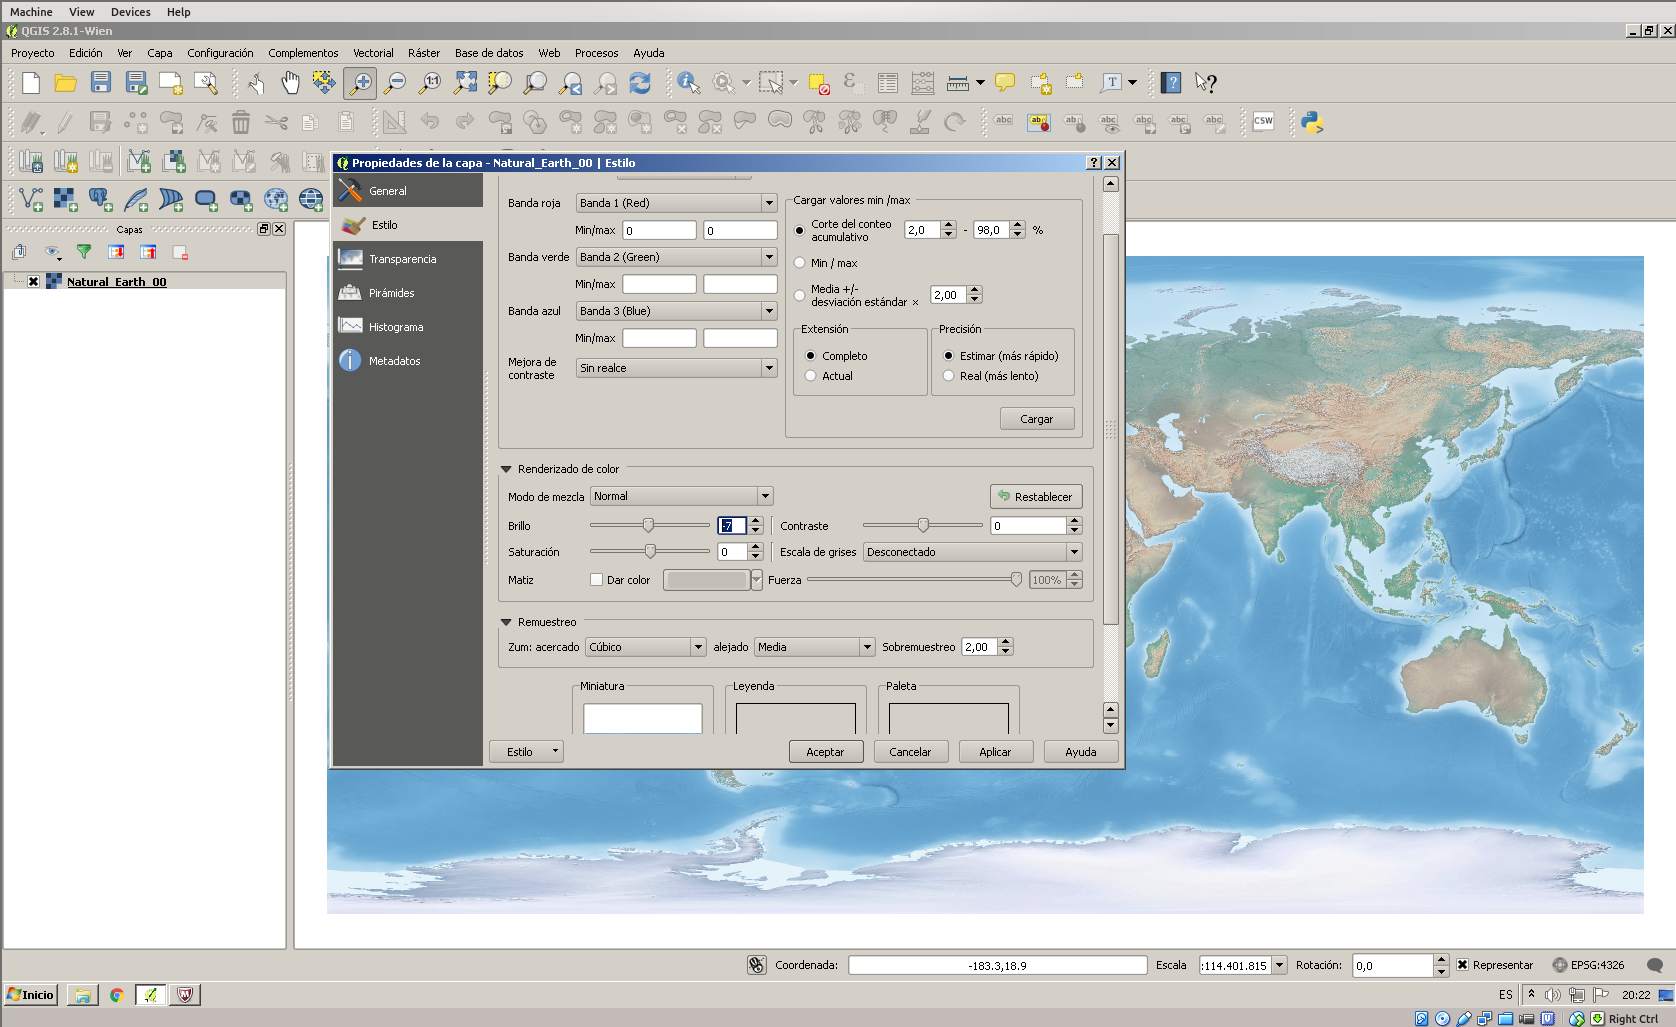 Machine View Devices Help
QGIS 2.8.1-Wien
Proyecto Edición Ver Capa Configuración Complementos Vectorial Ráster Base de datos Web Procesos Ayuda
CSW
Capas
Natural_Earth_00
Propiedades de la capa - Natural_Earth_00 | Estilo
General
Estilo
Transparencia
Pirámides
Histograma
Metadatos
Banda roja Banda 1 (Red)
Min/max 0 0
Banda verde Banda 2 (Green)
Min/max
Banda azul Banda 3 (Blue)
Min/max
Mejora de contraste Sin realce
Cargar valores min /max
Corte del conteo acumulativo 2,0 - 98,0 %
Min / max
Media +/- desviación estándar × 2,00
Extensión
Completo
Actual
Precisión
Estimar (más rápido)
Real (más lento)
Cargar
Renderizado de color
Modo de mezcla Normal Restablecer
Brillo -7 Contraste 0
Saturación 0 Escala de grises Desconectado
Matiz Dar color Fuerza 100%
Remuestreo
Zum: acercado Cúbico alejado Media Sobremuestreo 2,00
Miniatura Leyenda Paleta
Estilo Aceptar Cancelar Aplicar Ayuda
Coordenada: -183.3,18.9 Escala :114.401.815 Rotación: 0,0 Representar EPSG:4326
Inicio ES 20:22
Right Ctrl